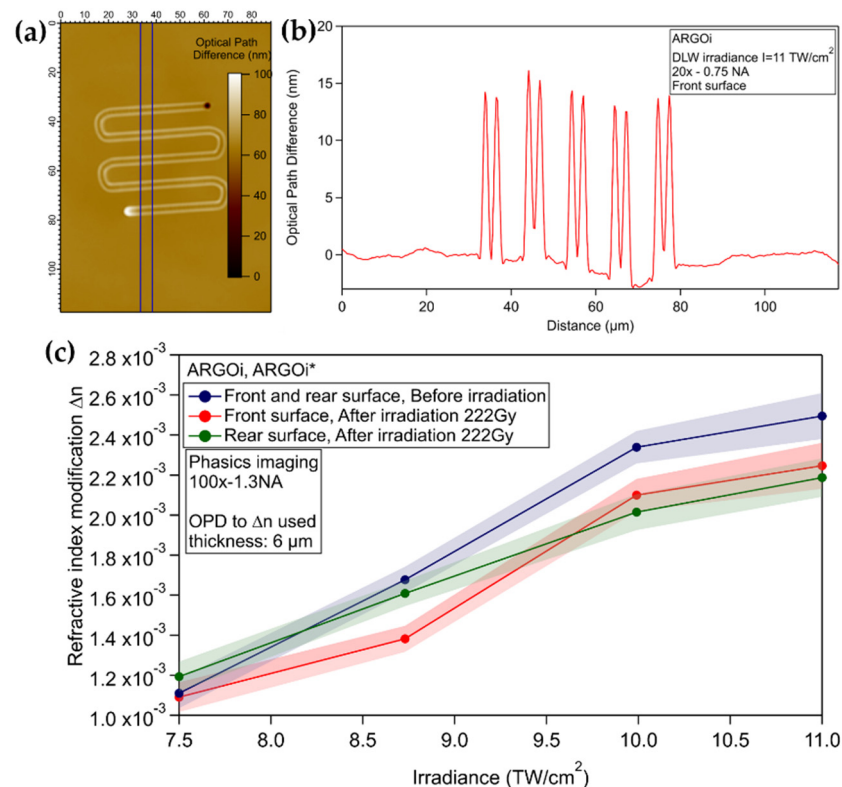 (a)
0 10 20 30 40 50 60 70 80
0
20
40
60
80
100
Optical Path
Difference (nm)
100
80
60
40
20
0
(b)
Optical Path Difference (nm)
20
15
10
5
0
ARGOi
DLW irradiance I=11 TW/cm²
20x - 0.75 NA
Front surface
0 20 40 60 80 100
Distance (µm)
(c)
Refractive index modification Δn
2.8 x10⁻³
2.6 x10⁻³
2.4 x10⁻³
2.2 x10⁻³
2.0 x10⁻³
1.8 x10⁻³
1.6 x10⁻³
1.4 x10⁻³
1.2 x10⁻³
1.0 x10⁻³
ARGOi, ARGOi*
Front and rear surface, Before irradiation
Front surface, After irradiation 222Gy
Rear surface, After irradiation 222Gy
Phasics imaging
100x-1.3NA
OPD to Δn used
thickness: 6 µm
7.5 8.0 8.5 9.0 9.5 10.0 10.5 11.0
Irradiance (TW/cm²)